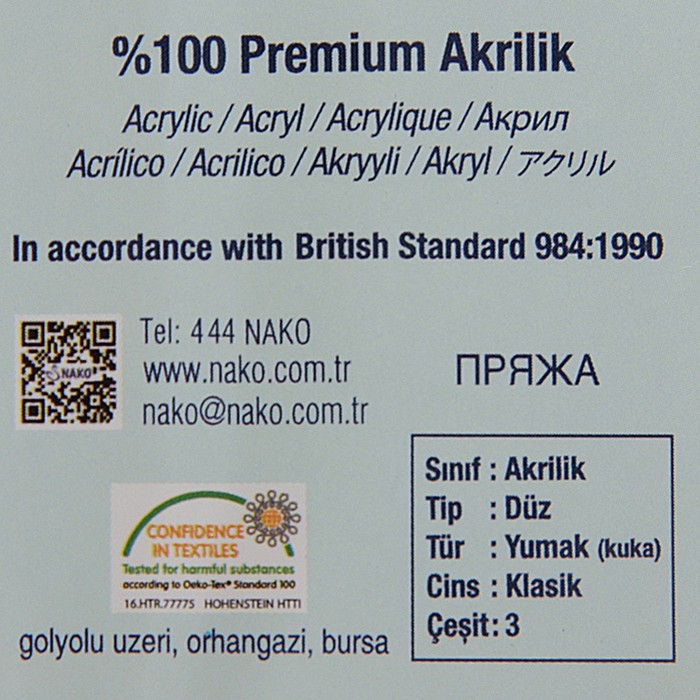 %100 Premium Akrilik
Acrylic / Acryl / Acrylique / Акрил
Acrílico / Acrilico / Akryyli / Akryl / アクリル
In accordance with British Standard 984:1990
NAKO
Tel: 444 NAKO
www.nako.com.tr
nako@nako.com.tr
ПРЯЖА
CONFIDENCE
IN TEXTILES
Tested for harmful substances
according to Oeko-Tex® Standard 100
16.HTR.77775 HOHENSTEIN HTTI
golyolu uzeri, orhangazi, bursa
Sınıf : Akrilik
Tip : Düz
Tür : Yumak (kuka)
Cins : Klasik
Çeşit: 3